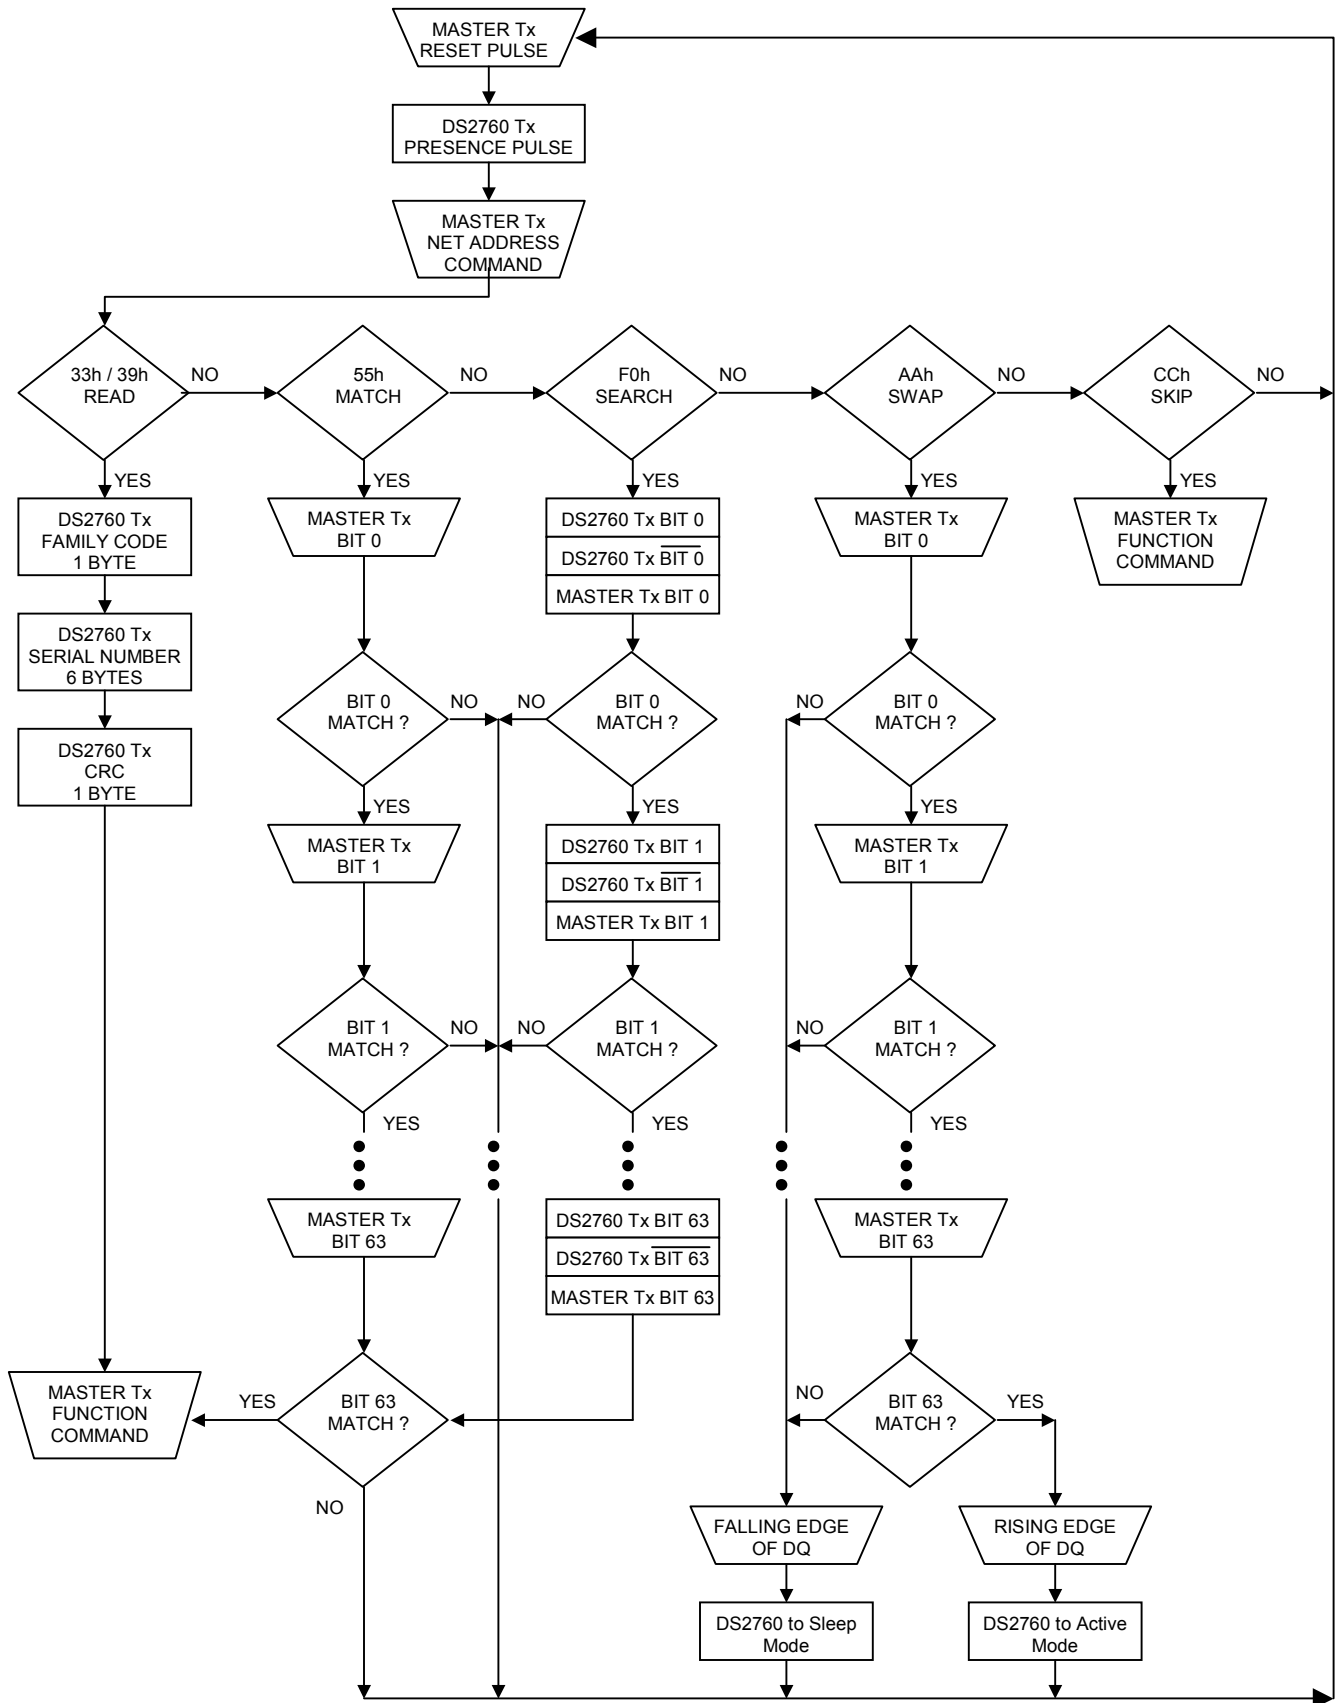 MASTER Tx
RESET PULSE
DS2760 Tx
PRESENCE PULSE
MASTER Tx
NET ADDRESS
COMMAND
33h / 39h
READ
NO
55h
MATCH
NO
F0h
SEARCH
NO
AAh
SWAP
NO
CCh
SKIP
NO
YES
YES
YES
YES
YES
DS2760 Tx
FAMILY CODE
1 BYTE
MASTER Tx
BIT 0
DS2760 Tx BIT 0
DS2760 Tx B̅I̅T̅ ̅0̅
MASTER Tx BIT 0
MASTER Tx
BIT 0
MASTER Tx
FUNCTION
COMMAND
DS2760 Tx
SERIAL NUMBER
6 BYTES
DS2760 Tx
CRC
1 BYTE
BIT 0
MATCH ?
NO
NO
BIT 0
MATCH ?
NO
BIT 0
MATCH ?
YES
YES
YES
MASTER Tx
BIT 1
DS2760 Tx BIT 1
DS2760 Tx B̅I̅T̅ ̅1̅
MASTER Tx BIT 1
MASTER Tx
BIT 1
BIT 1
MATCH ?
NO
NO
BIT 1
MATCH ?
NO
BIT 1
MATCH ?
YES
YES
YES
MASTER Tx
BIT 63
DS2760 Tx BIT 63
DS2760 Tx B̅I̅T̅ ̅6̅3̅
MASTER Tx BIT 63
MASTER Tx
BIT 63
MASTER Tx
FUNCTION
COMMAND
YES
BIT 63
MATCH ?
NO
NO
BIT 63
MATCH ?
YES
FALLING EDGE
OF DQ
RISING EDGE
OF DQ
DS2760 to Sleep
Mode
DS2760 to Active
Mode